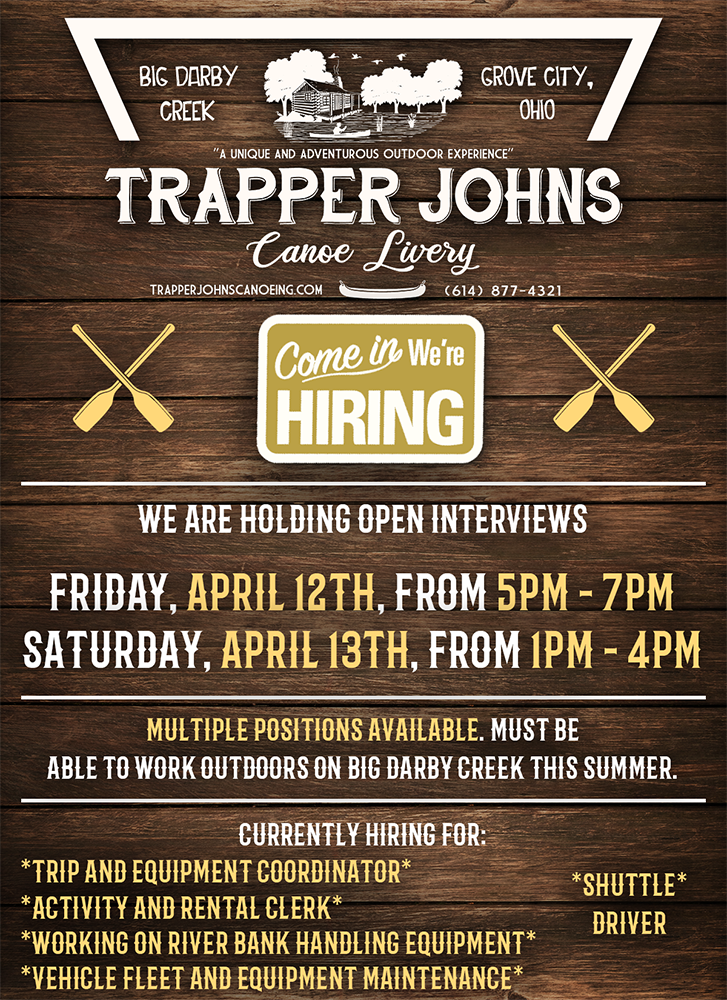 BIG DARBY
CREEK
GROVE CITY,
OHIO
"A UNIQUE AND ADVENTUROUS OUTDOOR EXPERIENCE"
TRAPPER JOHNS
Canoe Livery
TRAPPERJOHNSCANOEING.COM (614) 877-4321
Come in We're
HIRING
WE ARE HOLDING OPEN INTERVIEWS
FRIDAY, APRIL 12TH, FROM 5PM - 7PM
SATURDAY, APRIL 13TH, FROM 1PM - 4PM
MULTIPLE POSITIONS AVAILABLE. MUST BE
ABLE TO WORK OUTDOORS ON BIG DARBY CREEK THIS SUMMER.
CURRENTLY HIRING FOR:
*TRIP AND EQUIPMENT COORDINATOR*
*ACTIVITY AND RENTAL CLERK*
*WORKING ON RIVER BANK HANDLING EQUIPMENT*
*VEHICLE FLEET AND EQUIPMENT MAINTENANCE*
*SHUTTLE*
DRIVER